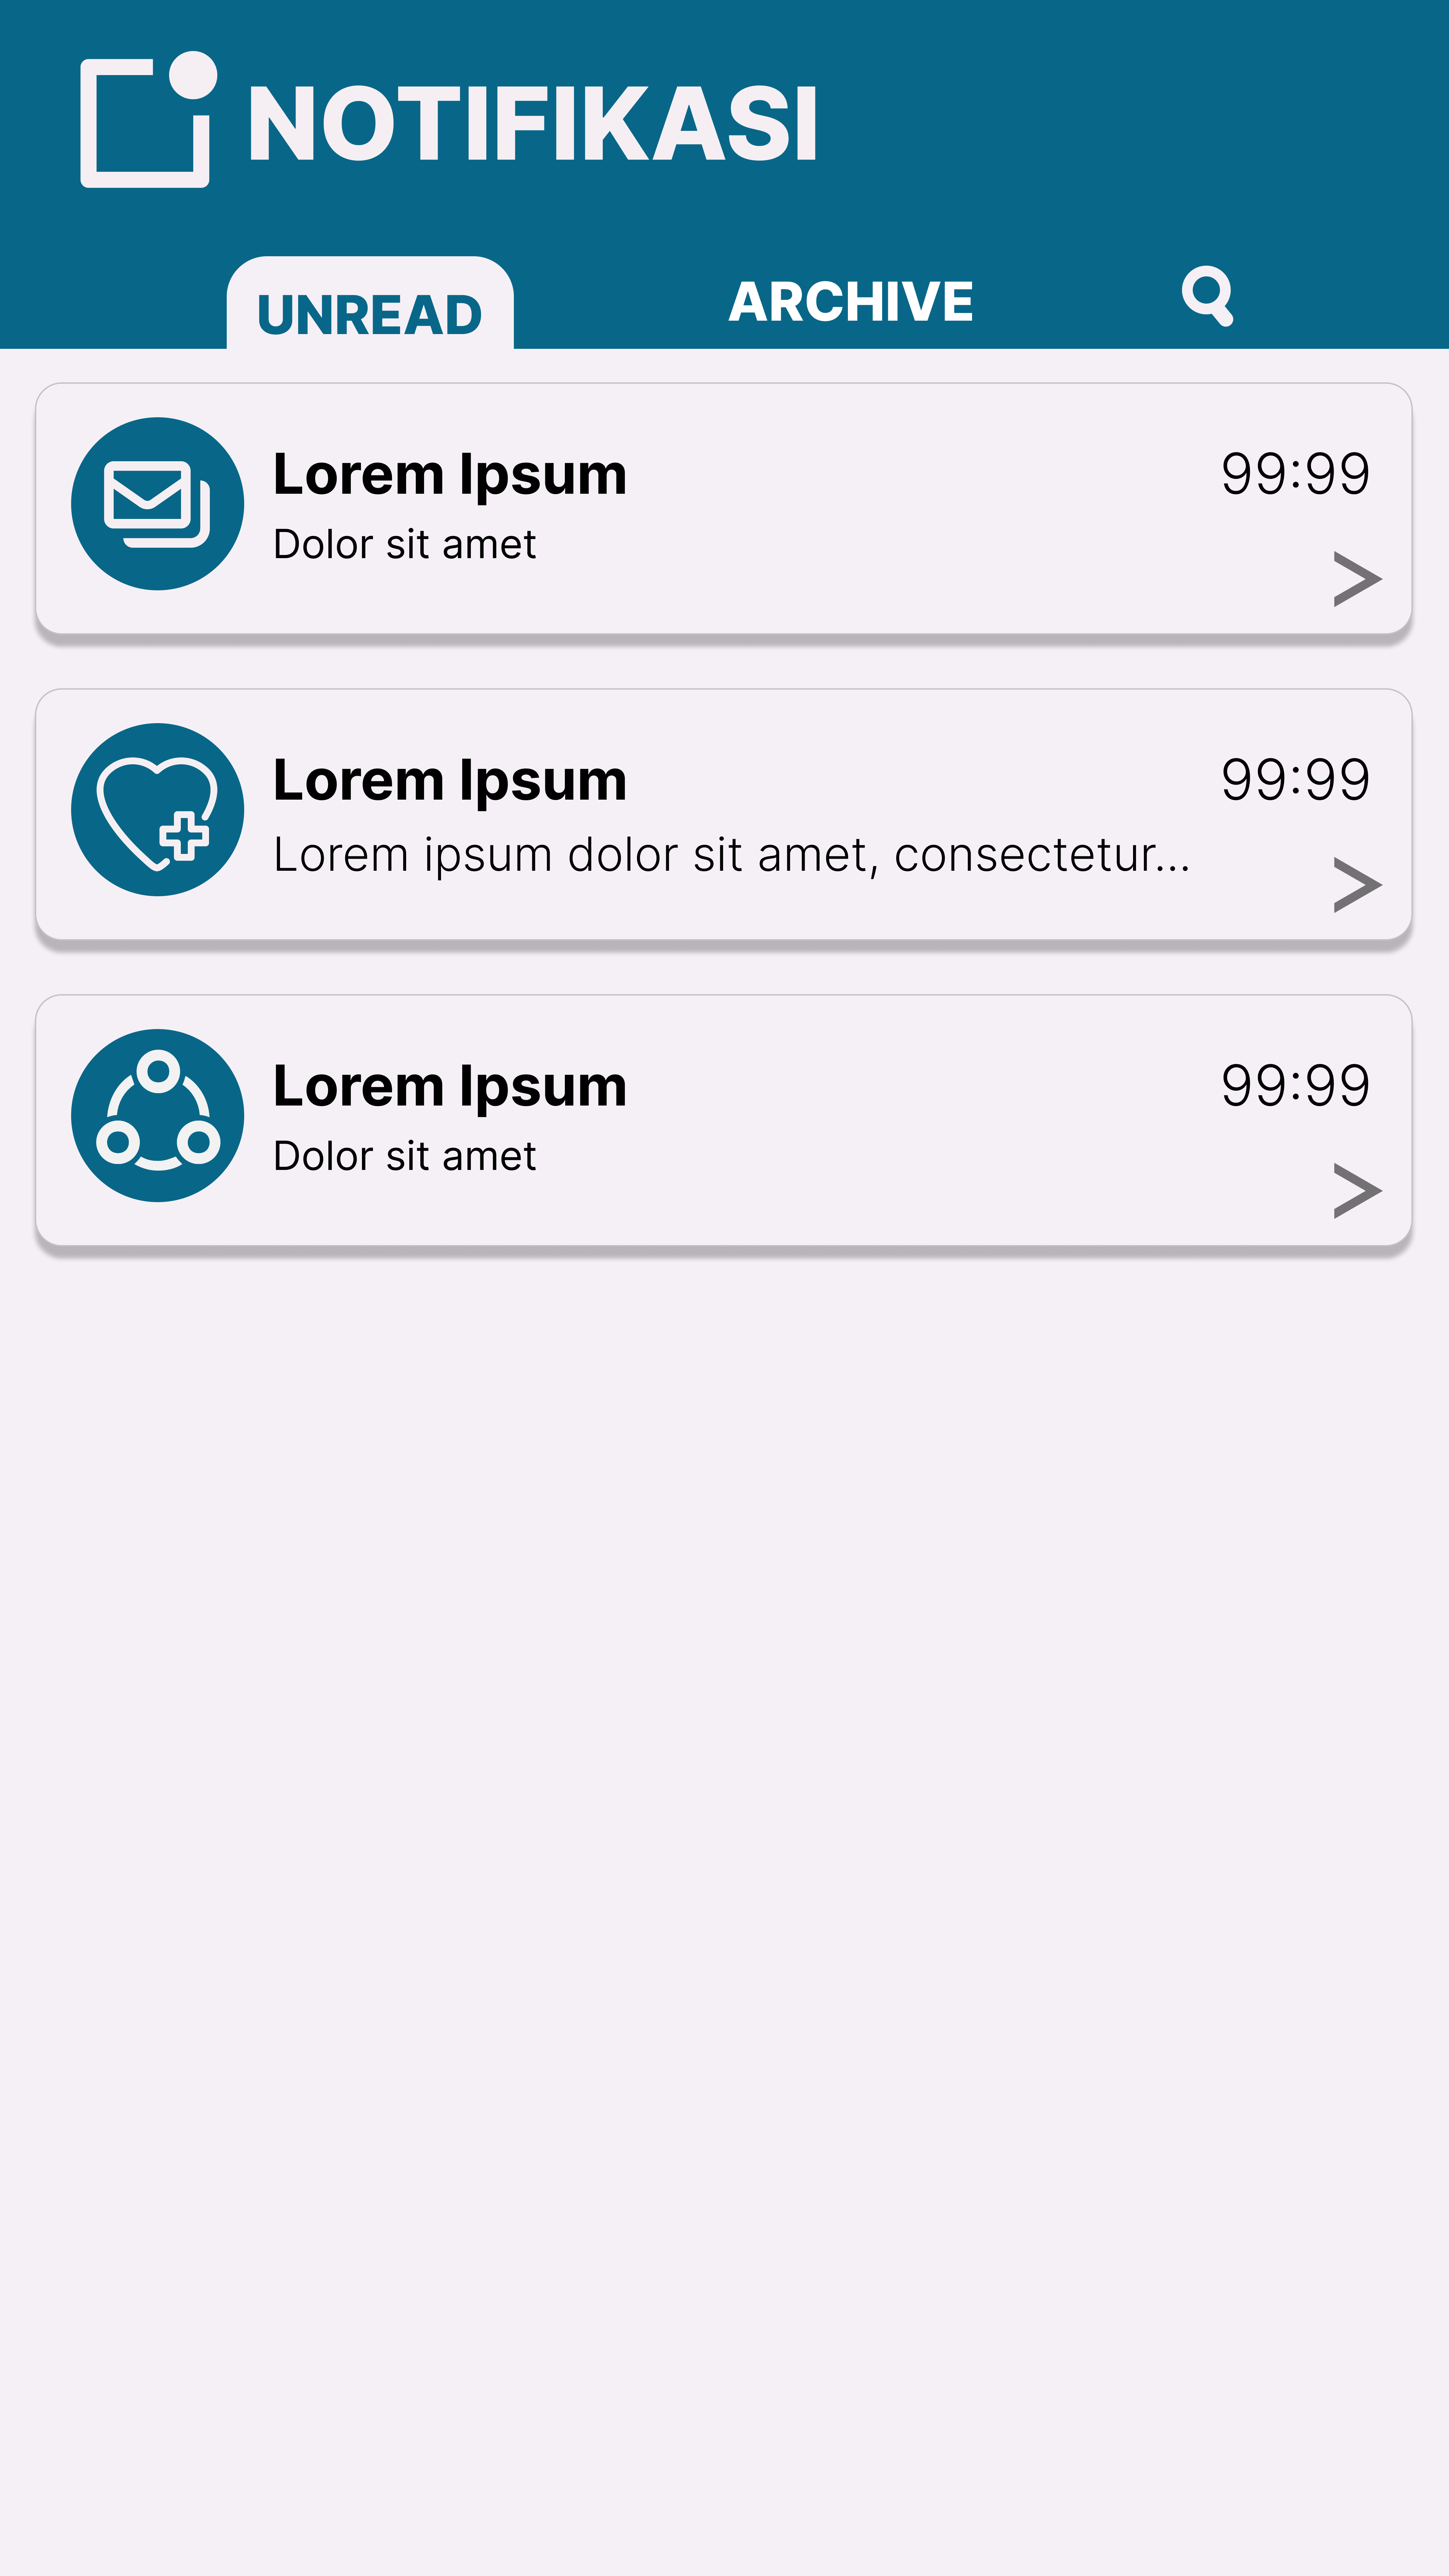 NOTIFIKASI
UNREAD
ARCHIVE
Lorem Ipsum
99:99
Dolor sit amet
>
Lorem Ipsum
99:99
Lorem ipsum dolor sit amet, consectetur...
>
Lorem Ipsum
99:99
Dolor sit amet
>